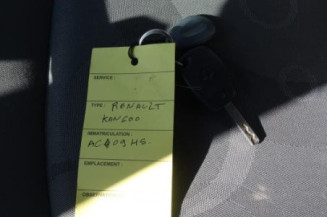 SERVICE :
TYPE : RENAULT
KANGOO
IMMATRICULATION :
AC 409 HS.
EMPLACEMENT :